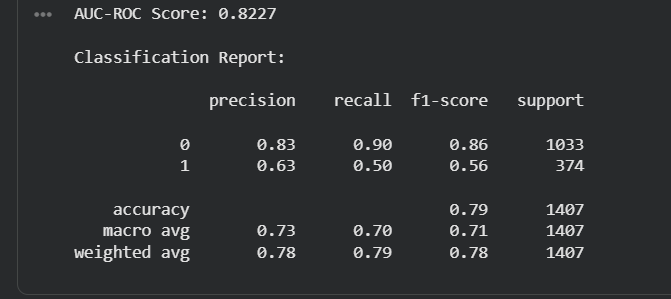 AUC-ROC Score: 0.8227
Classification Report:
precision recall f1-score support
0 0.83 0.90 0.86 1033
1 0.63 0.50 0.56 374
accuracy 0.79 1407
macro avg 0.73 0.70 0.71 1407
weighted avg 0.78 0.79 0.78 1407